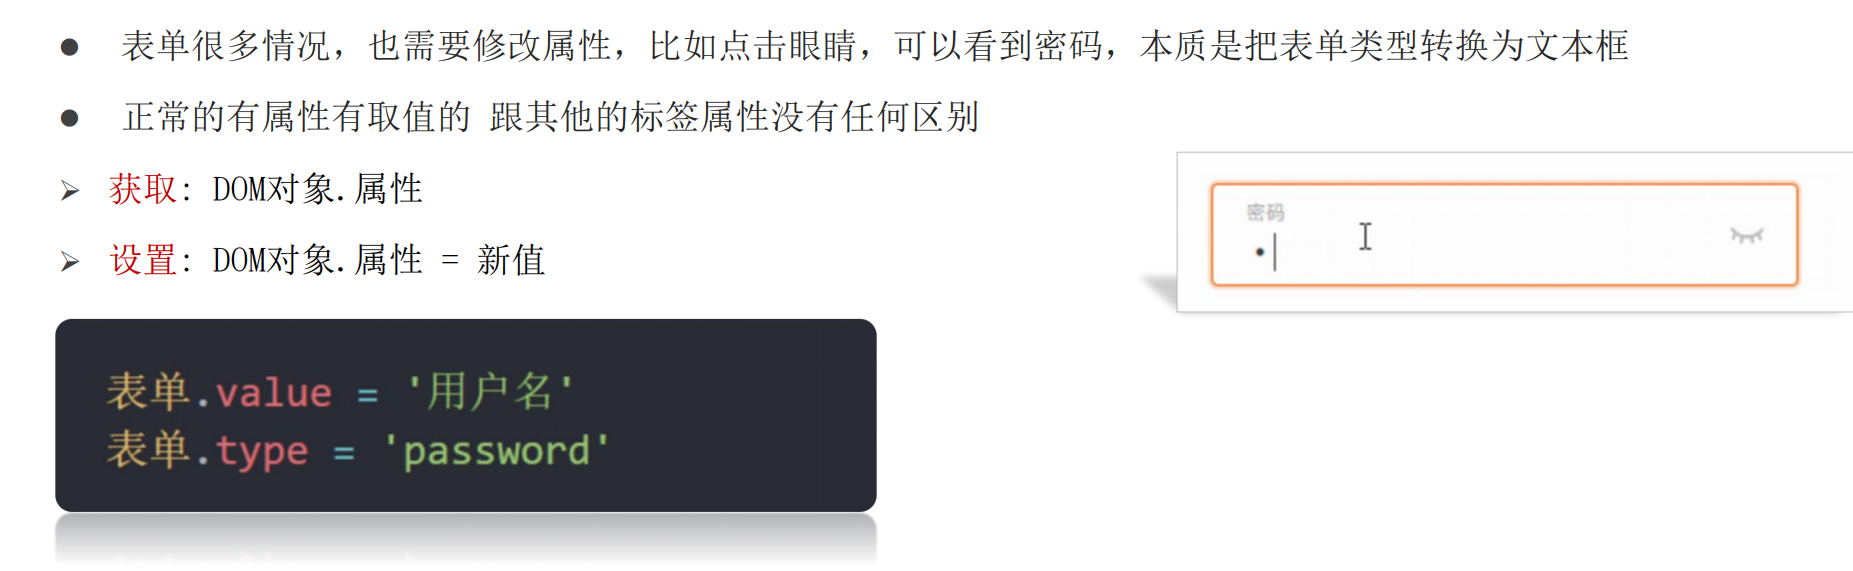 ● 表单很多情况，也需要修改属性，比如点击眼睛，可以看到密码，本质是把表单类型转换为文本框
● 正常的有属性有取值的 跟其他的标签属性没有任何区别
➢ 获取: DOM对象.属性
➢ 设置: DOM对象.属性 = 新值
密码
表单.value = '用户名'
表单.type = 'password'